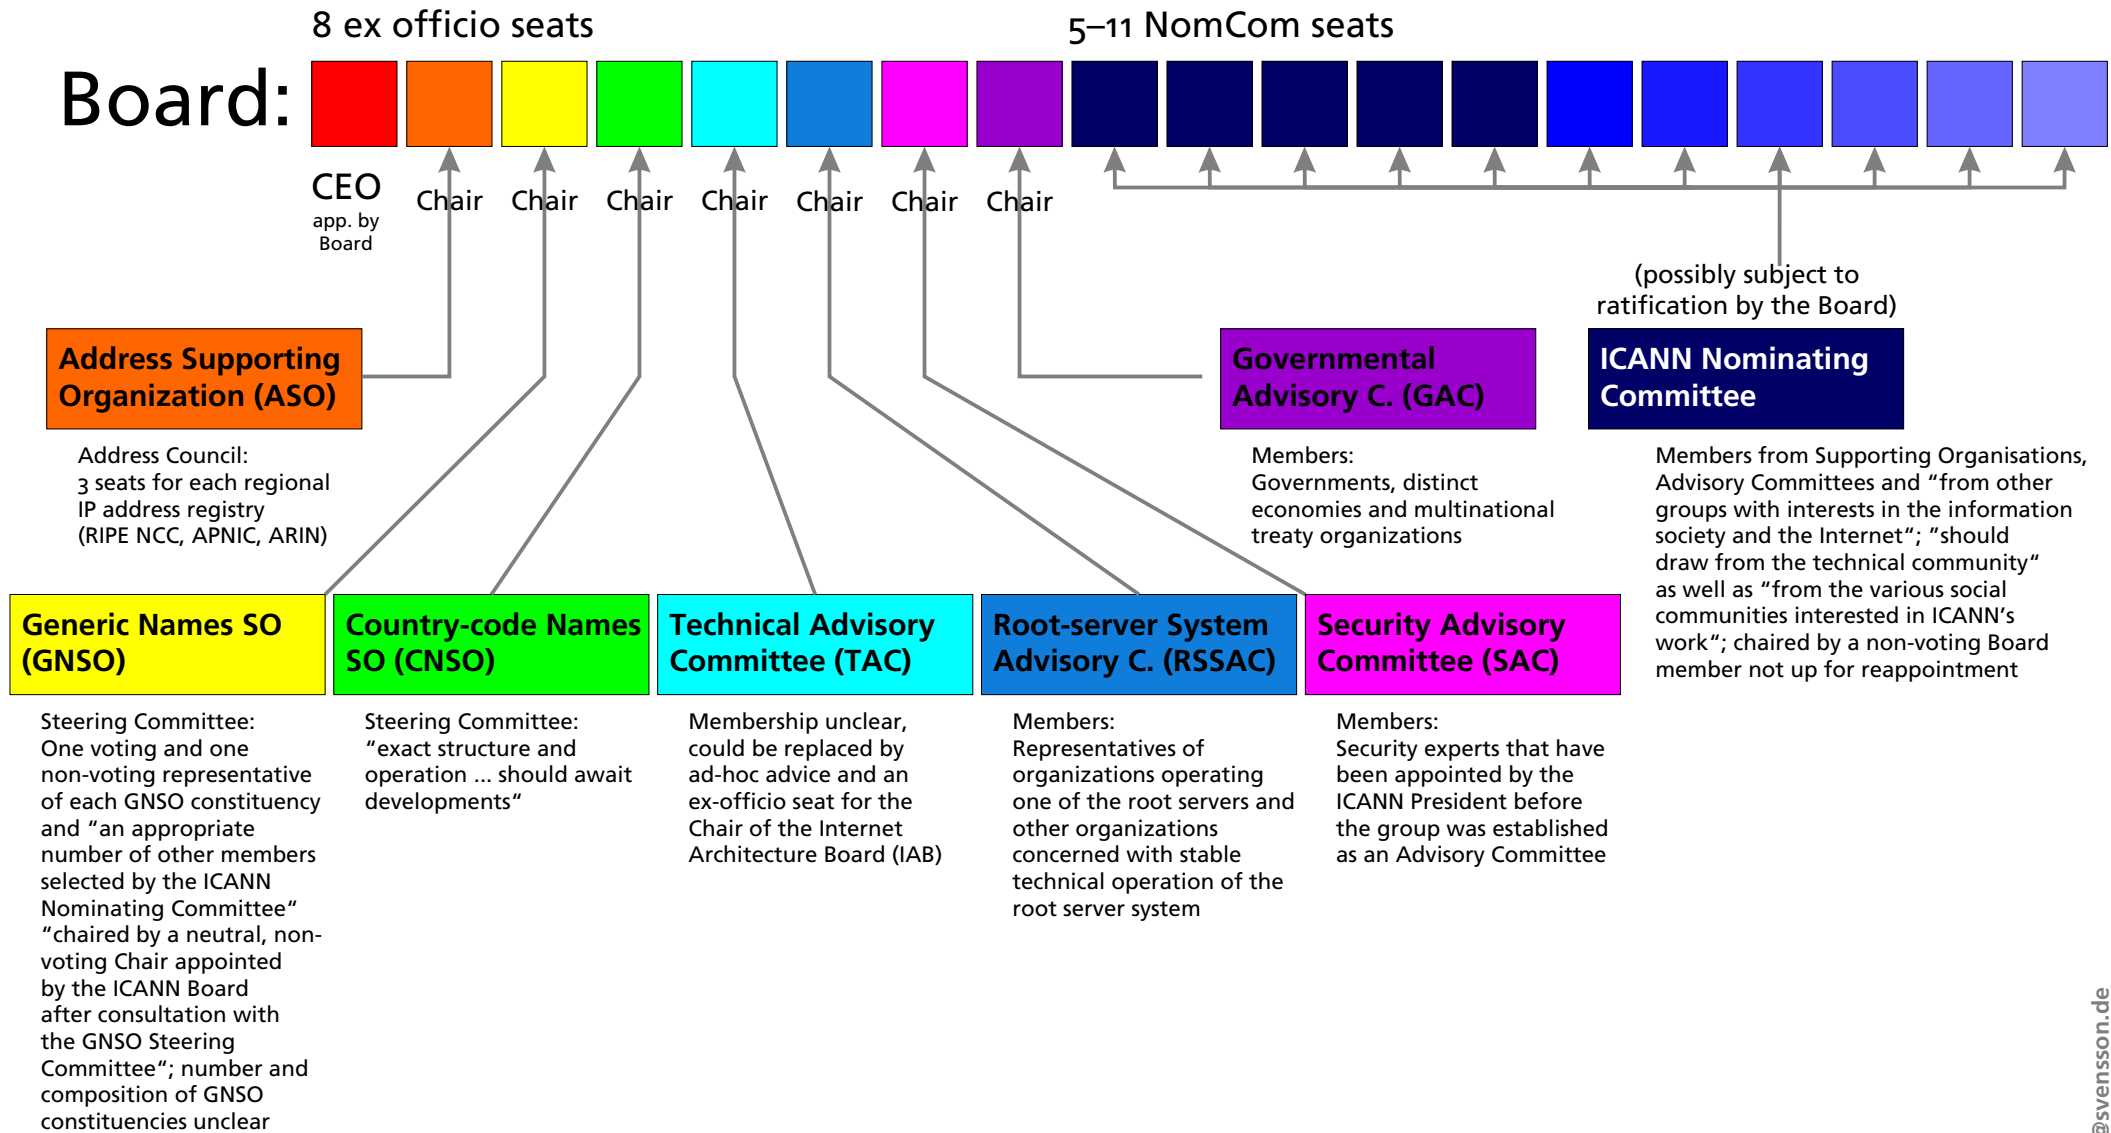 8 ex officio seats
5–11 NomCom seats
Board:
CEO
app. by
Board
Chair
Chair
Chair
Chair
Chair
Chair
Chair
(possibly subject to
ratification by the Board)
Address Supporting
Organization (ASO)
Governmental
Advisory C. (GAC)
ICANN Nominating
Committee
Address Council:
3 seats for each regional
IP address registry
(RIPE NCC, APNIC, ARIN)
Members:
Governments, distinct
economies and multinational
treaty organizations
Members from Supporting Organisations,
Advisory Committees and “from other
groups with interests in the information
society and the Internet“; “should
draw from the technical community“
as well as “from the various social
communities interested in ICANN’s
work“; chaired by a non-voting Board
member not up for reappointment
Generic Names SO
(GNSO)
Country-code Names
SO (CNSO)
Technical Advisory
Committee (TAC)
Root-server System
Advisory C. (RSSAC)
Security Advisory
Committee (SAC)
Steering Committee:
One voting and one
non-voting representative
of each GNSO constituency
and “an appropriate
number of other members
selected by the ICANN
Nominating Committee“
“chaired by a neutral, non-
voting Chair appointed
by the ICANN Board
after consultation with
the GNSO Steering
Committee“; number and
composition of GNSO
constituencies unclear
Steering Committee:
“exact structure and
operation ... should await
developments“
Membership unclear,
could be replaced by
ad-hoc advice and an
ex-officio seat for the
Chair of the Internet
Architecture Board (IAB)
Members:
Representatives of
organizations operating
one of the root servers and
other organizations
concerned with stable
technical operation of the
root server system
Members:
Security experts that have
been appointed by the
ICANN President before
the group was established
as an Advisory Committee
@svensson.de